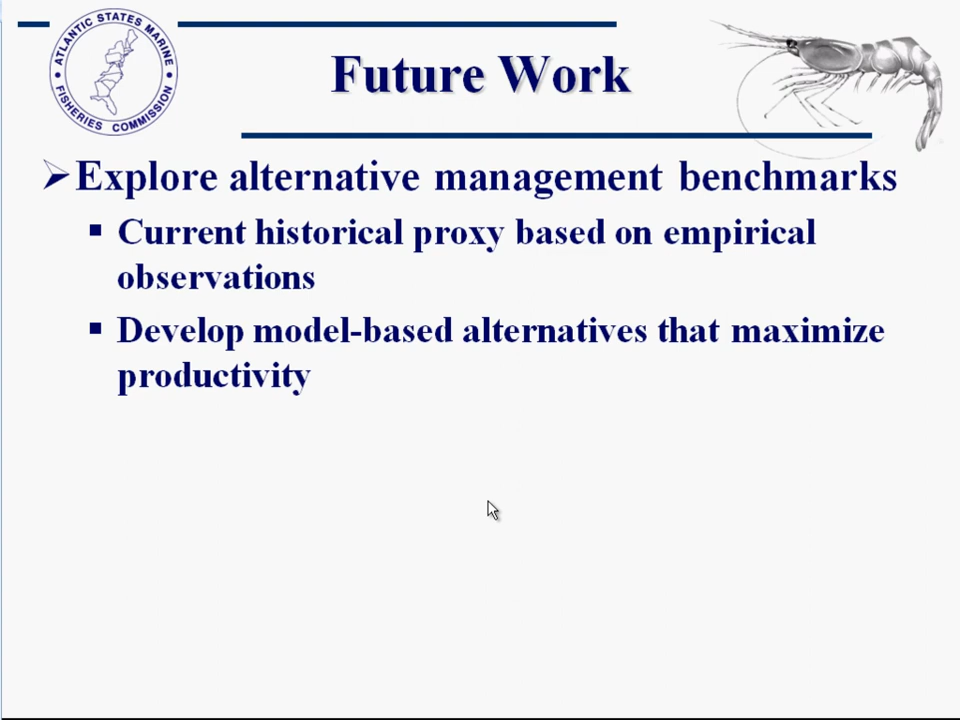 ATLANTIC STATES MARINE
FISHERIES COMMISSION
Future Work
Explore alternative management benchmarks
Current historical proxy based on empirical
observations
Develop model-based alternatives that maximize
productivity